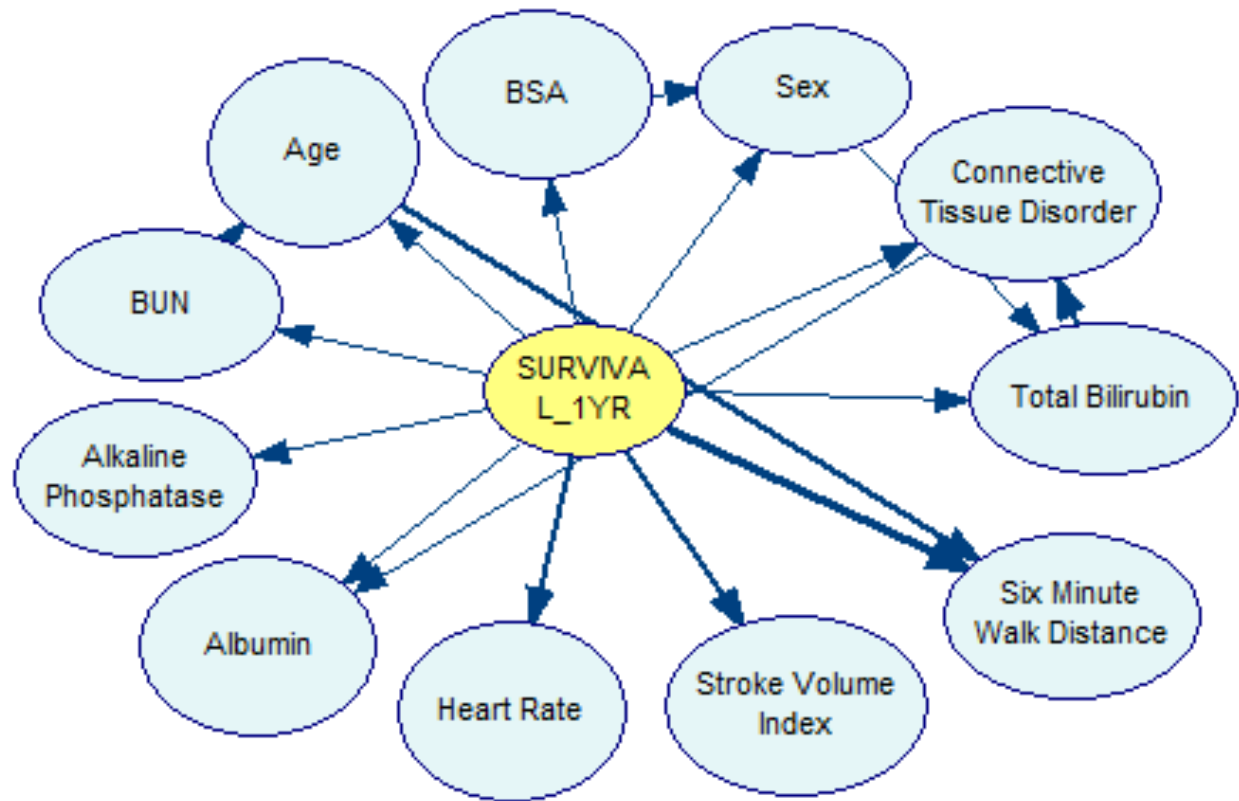 BSA
Sex
Age
Connective
Tissue Disorder
BUN
SURVIVA
L_1YR
Total Bilirubin
Alkaline
Phosphatase
Six Minute
Walk Distance
Albumin
Heart Rate
Stroke Volume
Index